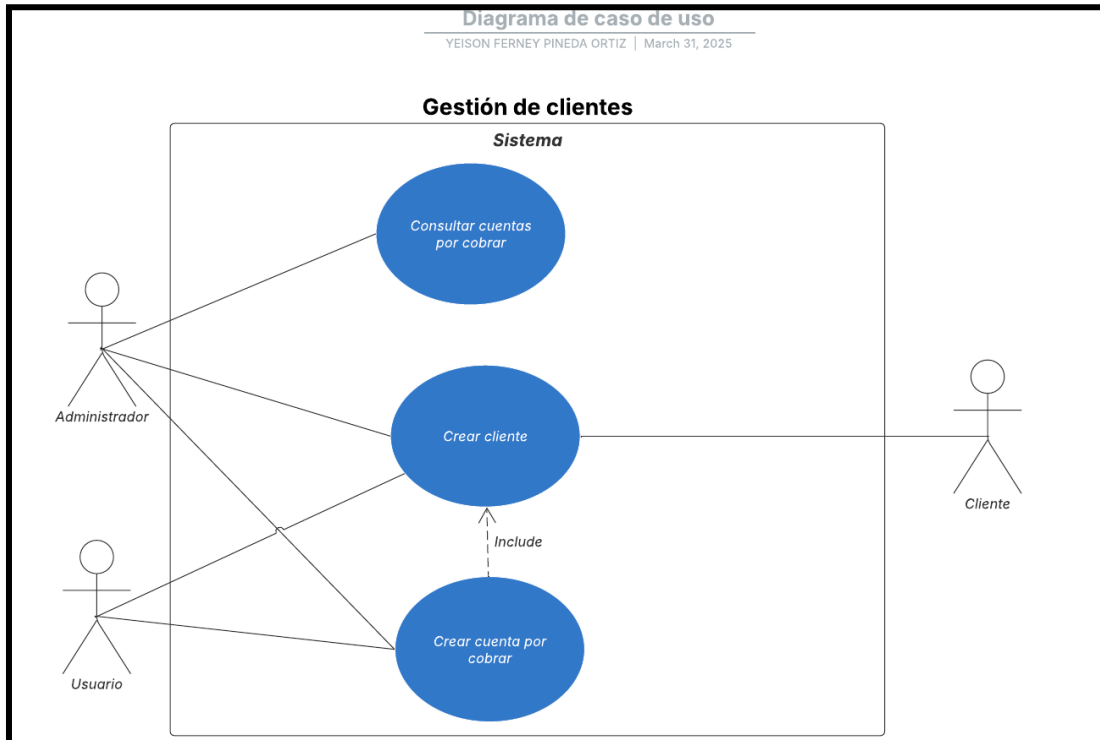 Diagrama de caso de uso
YEISON FERNEY PINEDA ORTIZ | March 31, 2025
Gestión de clientes
Sistema
Consultar cuentas
por cobrar
Administrador
Crear cliente
Cliente
Include
Crear cuenta por
cobrar
Usuario